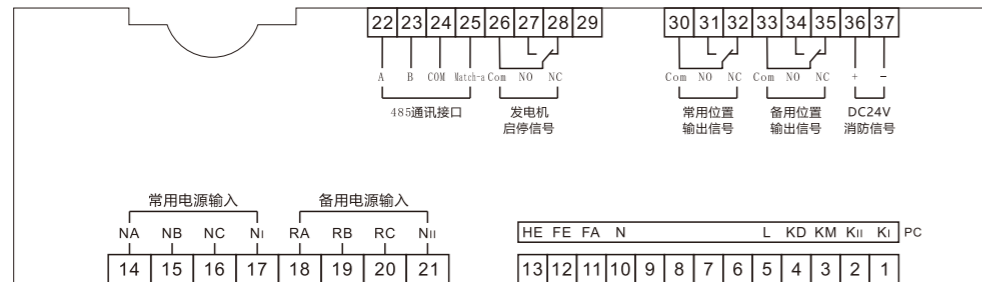 22 23 24 25 26 27 28 29 30 31 32 33 34 35 36 37
A B COM Match-a Com NO NC Com NO NC Com NO NC + −
485通讯接口 发电机 常用位置 备用位置 DC24V
启停信号 输出信号 输出信号 消防信号
常用电源输入 备用电源输入
NA NB NC NI RA RB RC NII HE FE FA N L KD KM KII KI PC
14 15 16 17 18 19 20 21 13 12 11 10 9 8 7 6 5 4 3 2 1